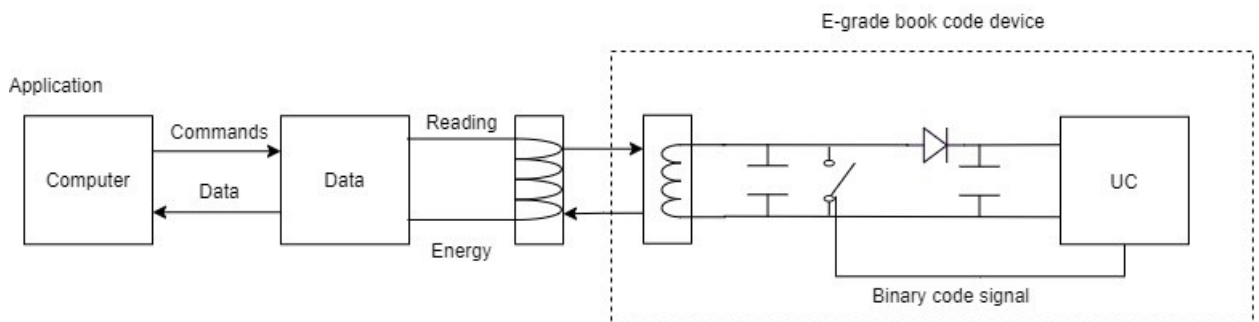 E-grade book code device
Application
Commands
Reading
Computer
Data
UC
Data
Energy
Binary code signal